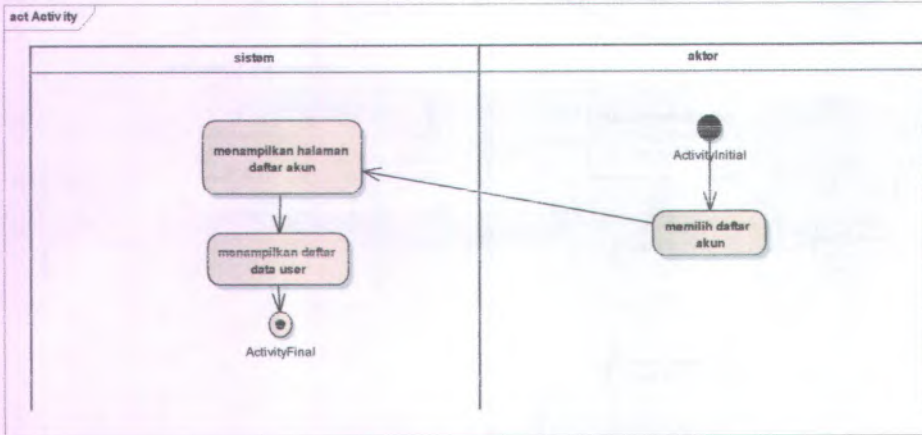 act Activity
sistem
aktor
menampilkan halaman
daftar akun
ActivityInitial
memilih daftar
akun
menampilkan daftar
data user
ActivityFinal